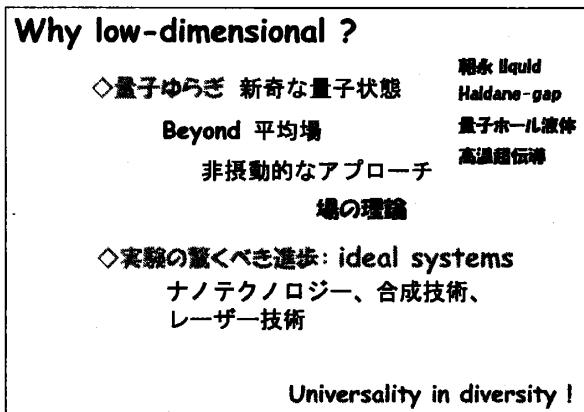 Why low-dimensional ?
◇量子ゆらぎ 新奇な量子状態
朝永 liquid
Haldane-gap
量子ホール液体
高温超伝導
Beyond 平均場
非摂動的なアプローチ
場の理論
◇実験の驚くべき進歩: ideal systems
ナノテクノロジー、合成技術、
レーザー技術
Universality in diversity !